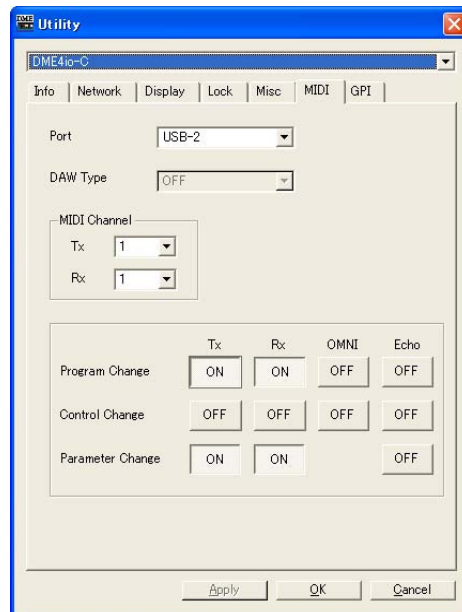 DME Utility
DME4io-C
Info Network Display Lock Misc MIDI GPI
Port USB-2
DAW Type OFF
MIDI Channel
Tx 1
Rx 1
Tx Rx OMNI Echo
Program Change ON ON OFF OFF
Control Change OFF OFF OFF OFF
Parameter Change ON ON OFF
Apply OK Cancel